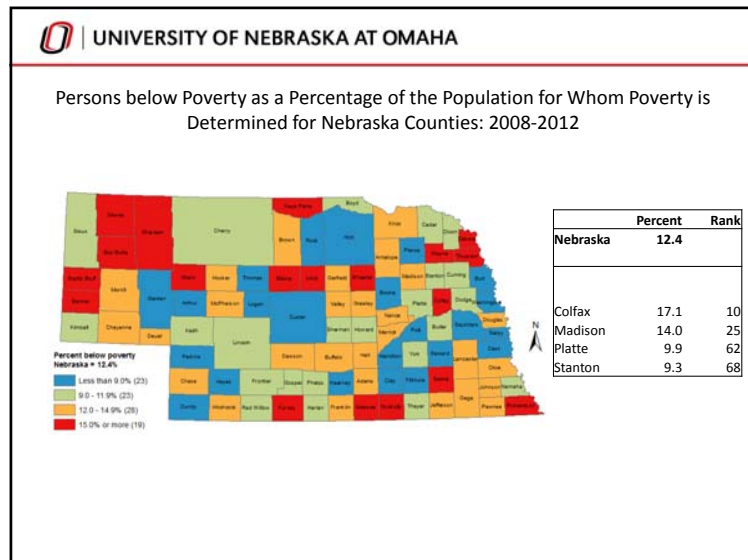 UNIVERSITY OF NEBRASKA AT OMAHA
Persons below Poverty as a Percentage of the Population for Whom Poverty is
Determined for Nebraska Counties: 2008-2012
Sioux
Cherry
Boyd
Knox
Cedar
Dixon
Brown
Rock
Holt
Antelope
Pierce
Wayne
Box Butte
Scotts Bluff
Morrill
Garden
Grant
Hooker
Thomas
Blaine
Garfield
Wheeler
Madison
Stanton
Cuming
Burt
Banner
Arthur
McPherson
Logan
Custer
Valley
Greeley
Boone
Platte
Colfax
Dodge
Washington
Kimball
Cheyenne
Deuel
Keith
Lincoln
Sherman
Howard
Nance
Merrick
Polk
Butler
Saunders
Douglas
Sarpy
Perkins
Dawson
Buffalo
Hall
Hamilton
York
Seward
Lancaster
Cass
Otoe
Chase
Hayes
Frontier
Gosper
Phelps
Kearney
Adams
Clay
Fillmore
Saline
Johnson
Nemaha
Dundy
Hitchcock
Red Willow
Furnas
Harlan
Franklin
Webster
Nuckolls
Thayer
Jefferson
Gage
Pawnee
Richardson
N
Percent below poverty
Nebraska = 12.4%
Less than 9.0% (23)
9.0 - 11.9% (23)
12.0 - 14.9% (28)
15.0% or more (19)
Percent Rank
Nebraska 12.4
Colfax 17.1 10
Madison 14.0 25
Platte 9.9 62
Stanton 9.3 68